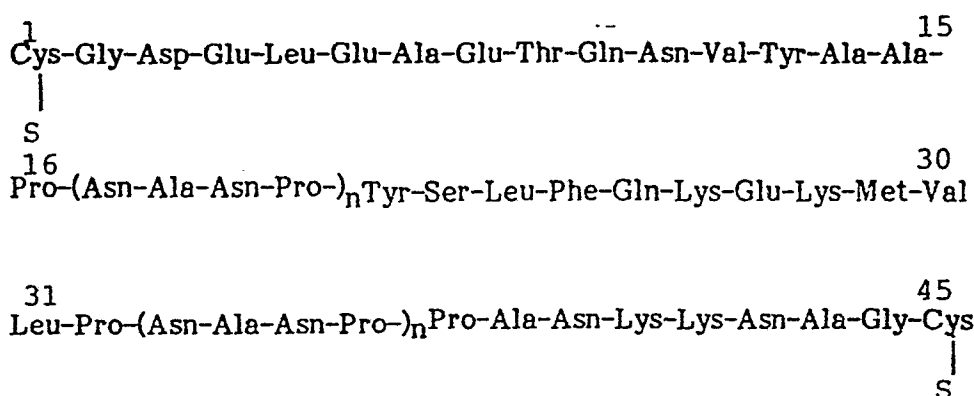 1 15
Cys-Gly-Asp-Glu-Leu-Glu-Ala-Glu-Thr-Gln-Asn-Val-Tyr-Ala-Ala-
S
16 30
Pro-(Asn-Ala-Asn-Pro-)nTyr-Ser-Leu-Phe-Gln-Lys-Glu-Lys-Met-Val
31 45
Leu-Pro-(Asn-Ala-Asn-Pro-)nPro-Ala-Asn-Lys-Lys-Asn-Ala-Gly-Cys
S